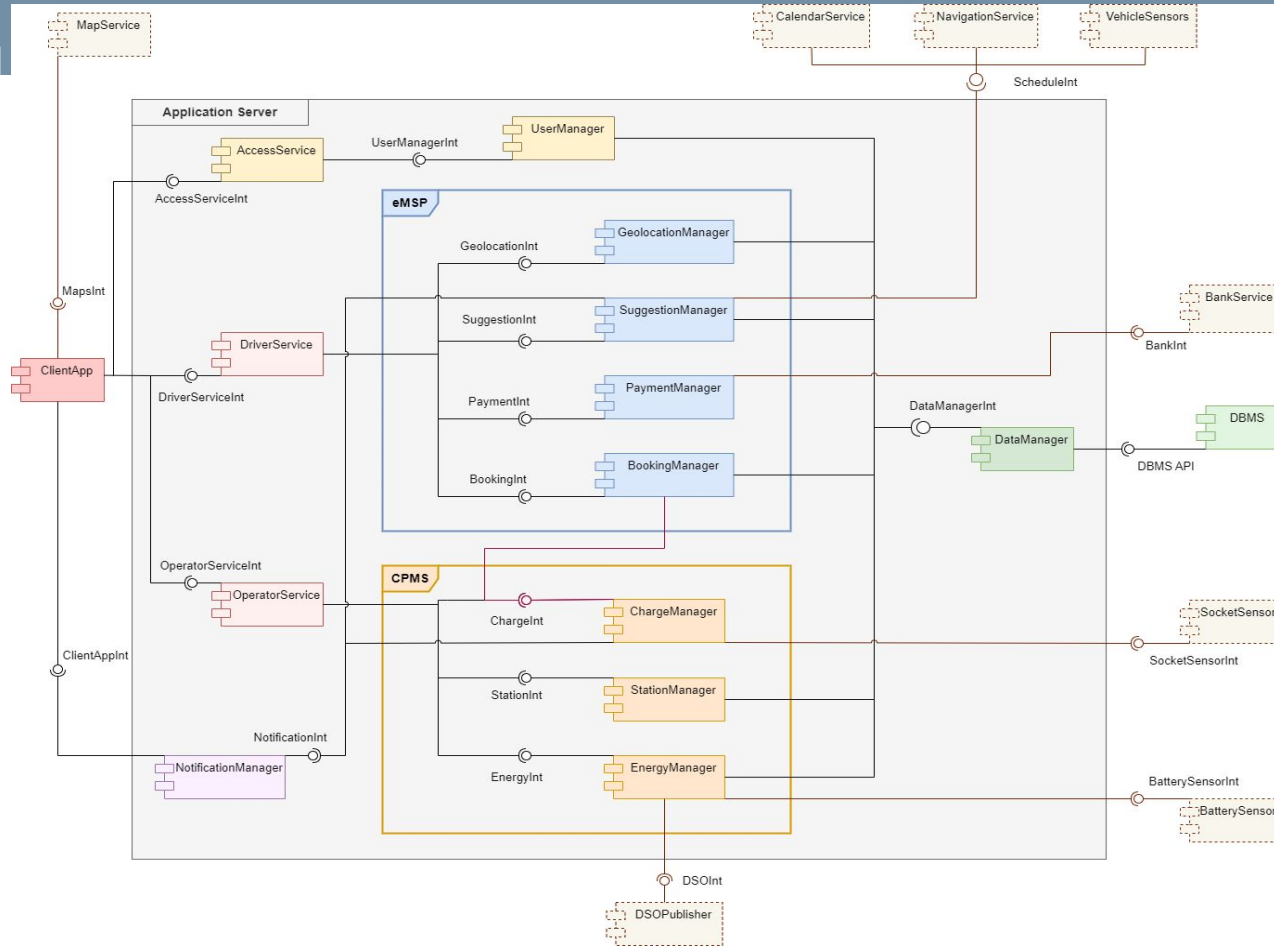 MapService
CalendarService
NavigationService
VehicleSensors
ScheduleInt
Application Server
UserManager
UserManagerInt
AccessService
AccessServiceInt
eMSP
GeolocationManager
GeolocationInt
MapsInt
BankService
SuggestionManager
SuggestionInt
DriverService
BankInt
ClientApp
PaymentManager
DriverServiceInt
PaymentInt
DataManagerInt
DBMS
DataManager
BookingManager
DBMS API
BookingInt
OperatorServiceInt
CPMS
OperatorService
ChargeManager
SocketSensor
ChargeInt
ClientAppInt
SocketSensorInt
StationManager
StationInt
NotificationInt
NotificationManager
EnergyManager
EnergyInt
BatterySensorInt
BatterySensor
DSOInt
DSOPublisher